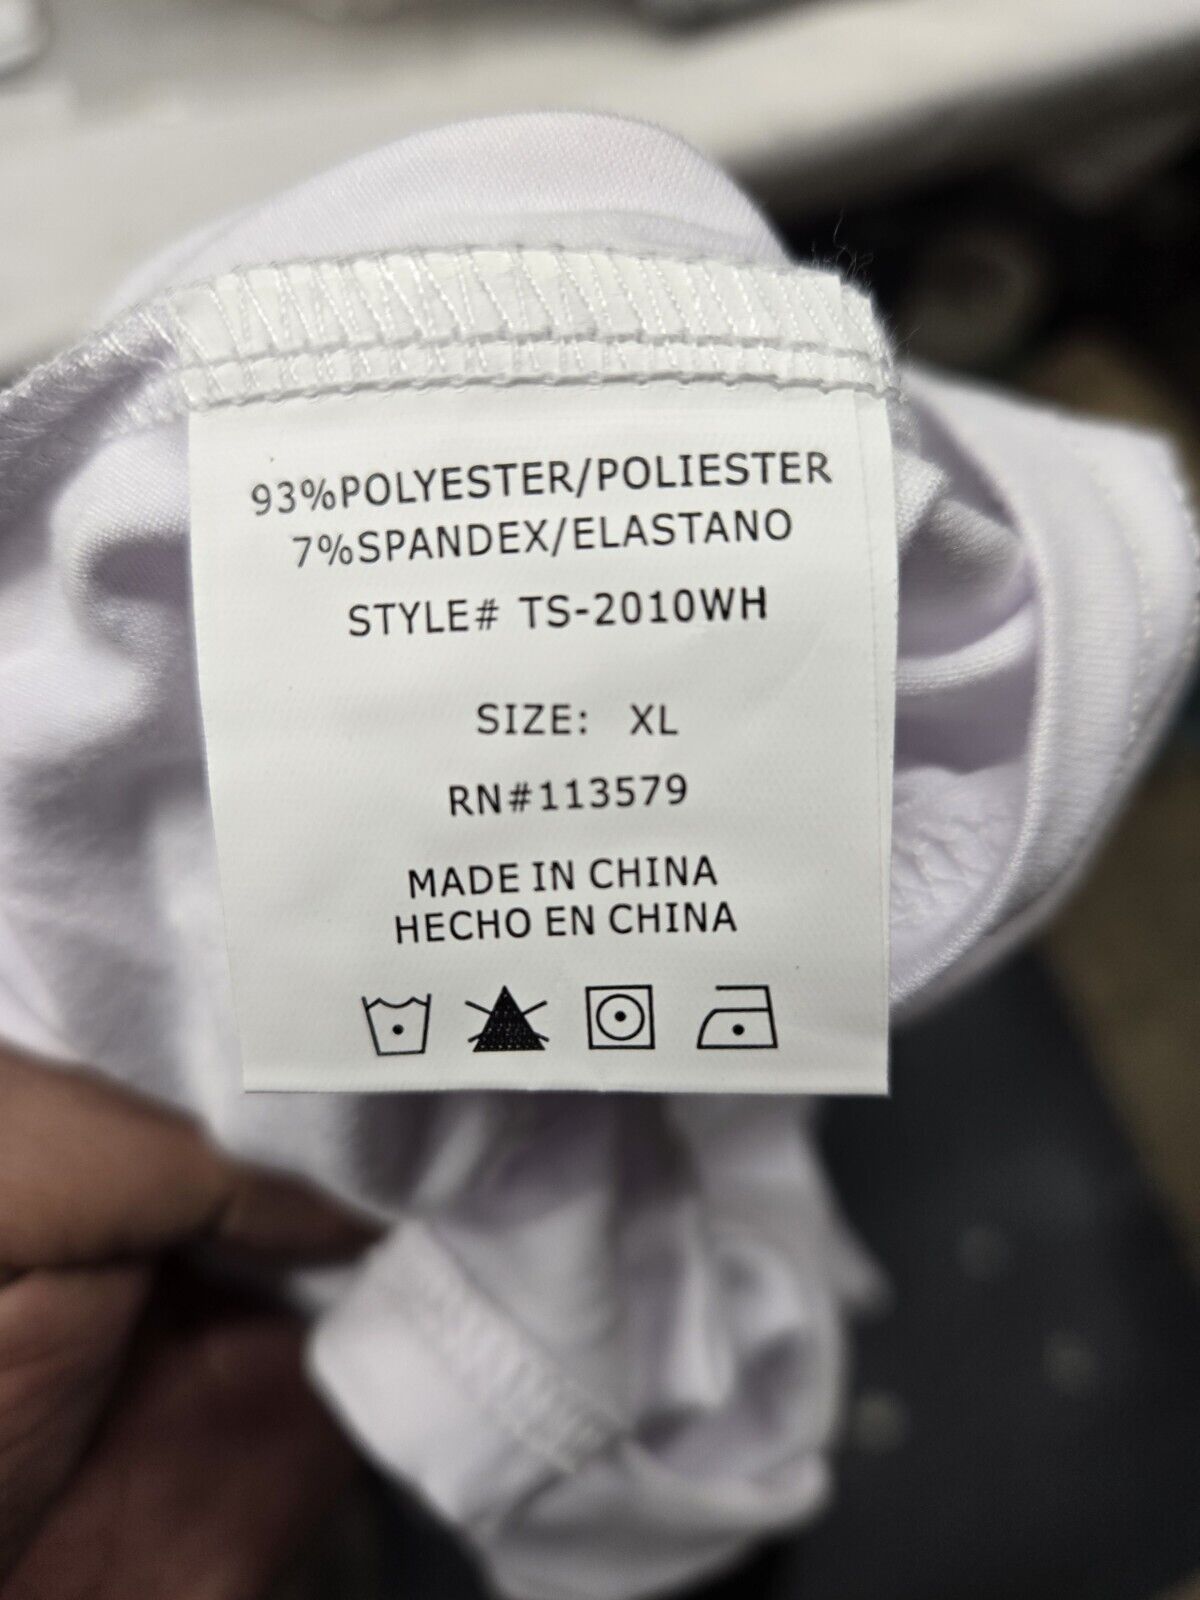 93%POLYESTER/POLIESTER
7%SPANDEX/ELASTANO
STYLE# TS-2010WH
SIZE: XL
RN#113579
MADE IN CHINA
HECHO EN CHINA